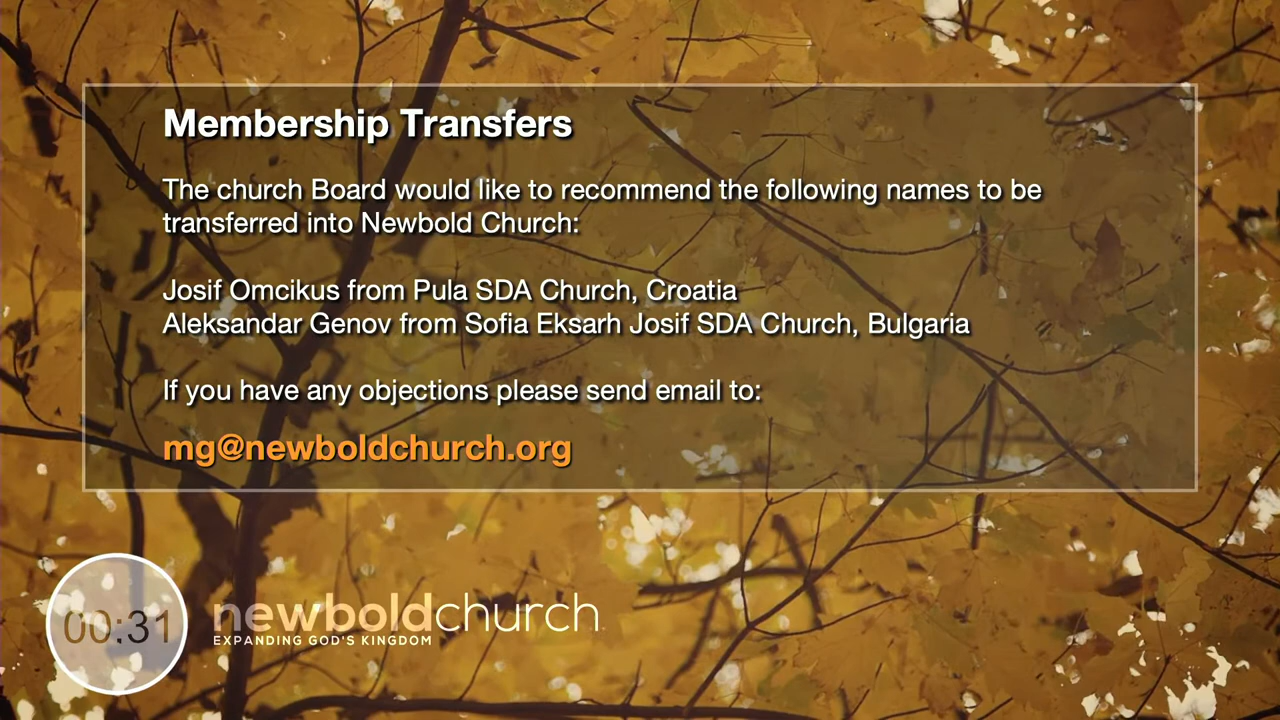 Membership Transfers
The church Board would like to recommend the following names to be
transferred into Newbold Church:
Josif Omcikus from Pula SDA Church, Croatia
Aleksandar Genov from Sofia Eksarh Josif SDA Church, Bulgaria
If you have any objections please send email to:
mg@newboldchurch.org
00:31
newboldchurch.
EXPANDING GOD'S KINGDOM